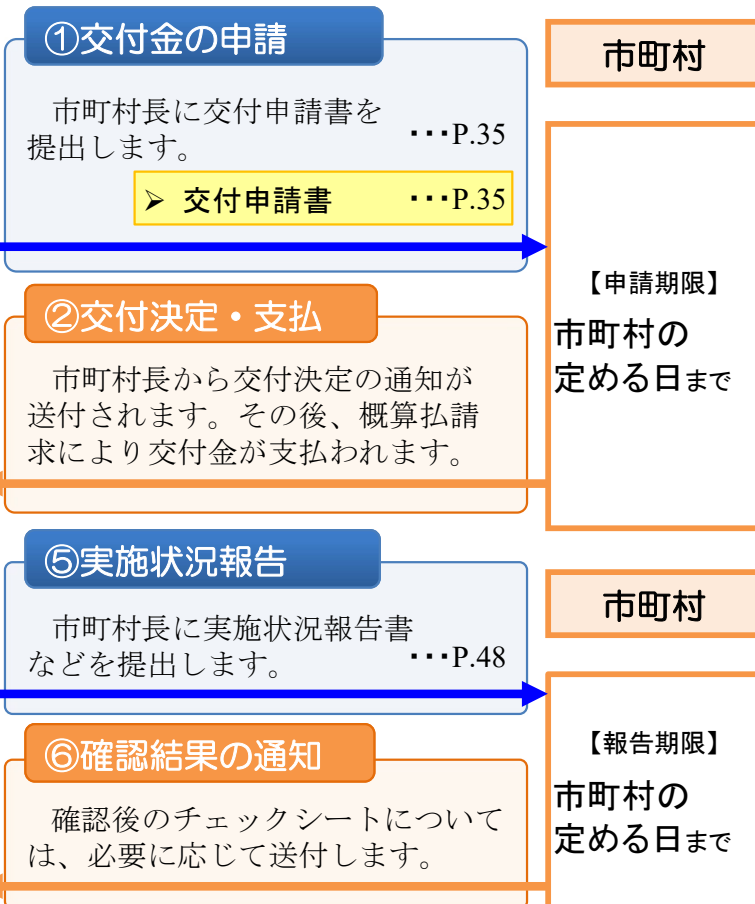 ①交付金の申請
市町村長に交付申請書を
提出します。 ・・・P.35
➢ 交付申請書 ・・・P.35
市町村
【申請期限】
市町村の
定める日まで
②交付決定・支払
市町村長から交付決定の通知が
送付されます。その後、概算払請
求により交付金が支払われます。
⑤実施状況報告
市町村長に実施状況報告書
などを提出します。 ・・・P.48
市町村
【報告期限】
市町村の
定める日まで
⑥確認結果の通知
確認後のチェックシートについて
は、必要に応じて送付します。